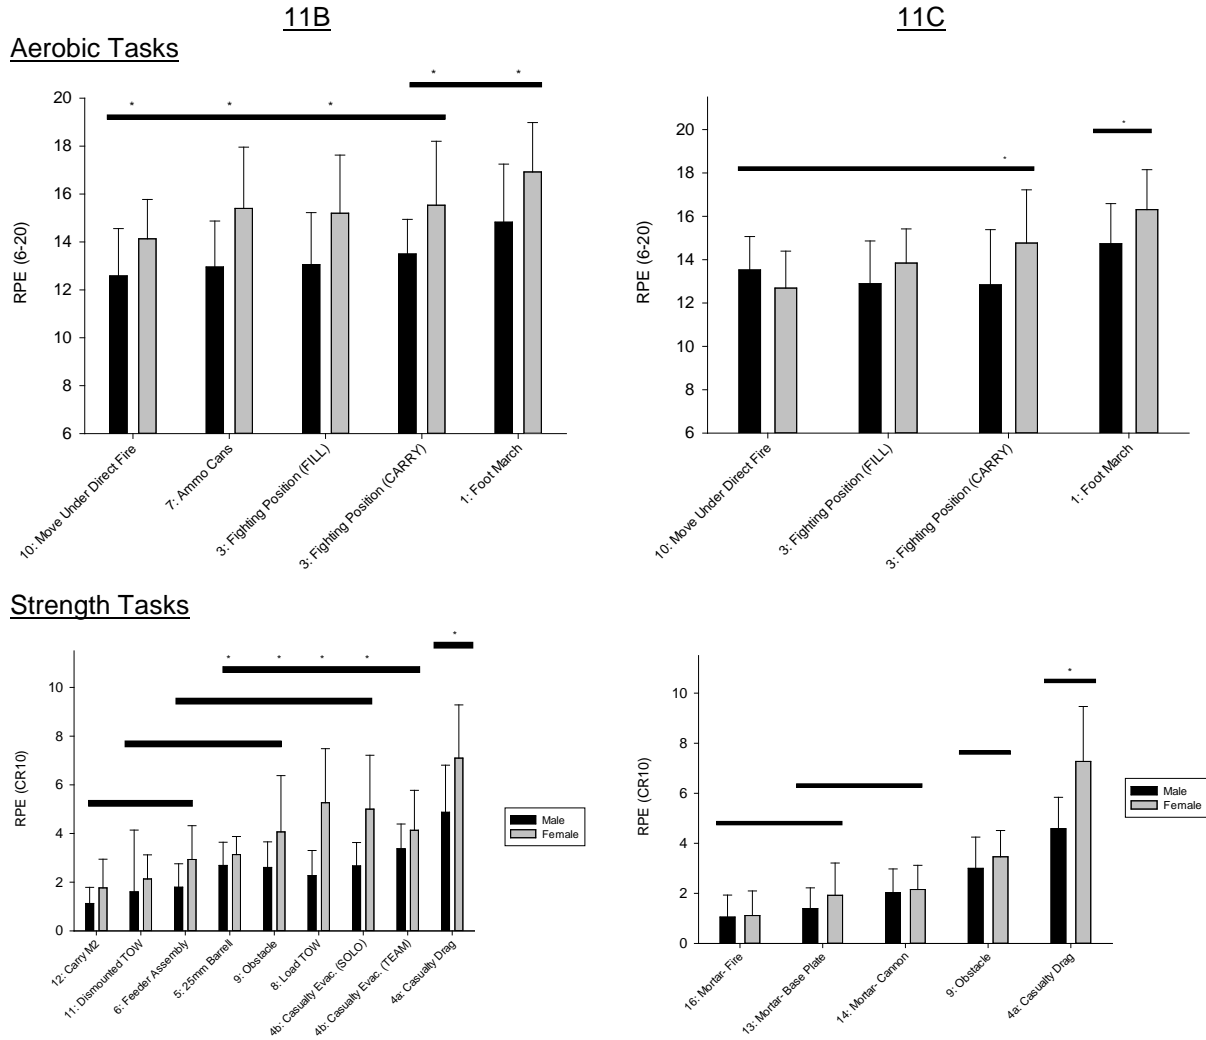 11B
11C
Aerobic Tasks
* *
* * *
20
18
16
14
12
10
8
6
RPE (6-20)
10: Move Under Direct Fire
7: Ammo Cans
3: Fighting Position (FILL)
3: Fighting Position (CARRY)
1: Foot March
*
*
20
18
16
14
12
10
8
6
RPE (6-20)
10: Move Under Direct Fire
3: Fighting Position (FILL)
3: Fighting Position (CARRY)
1: Foot March
Strength Tasks
*
* * * *
10
8
6
4
2
0
RPE (CR10)
Male
Female
12: Carry M2
11: Dismounted TOW
6: Feeder Assembly
5: 25mm Barrell
9: Obstacle
8: Load TOW
4b: Casualty Evac. (SOLO)
4b: Casualty Evac. (TEAM)
4a: Casualty Drag
*
10
8
6
4
2
0
RPE (CR10)
Male
Female
16: Mortar- Fire
13: Mortar- Base Plate
14: Mortar- Cannon
9: Obstacle
4a: Casualty Drag